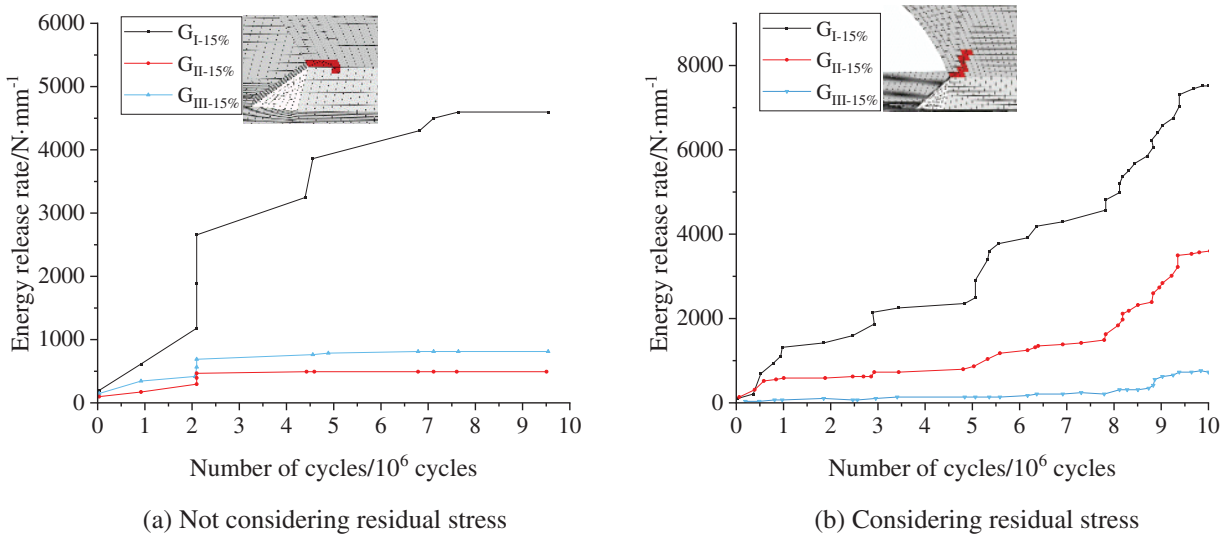 6000
5000
4000
3000
2000
1000
0
Energy release rate/N·mm⁻¹
G_I-15%
G_II-15%
G_III-15%
0 1 2 3 4 5 6 7 8 9 10
Number of cycles/10⁶ cycles
(a) Not considering residual stress
8000
6000
4000
2000
0
Energy release rate/N·mm⁻¹
G_I-15%
G_II-15%
G_III-15%
0 1 2 3 4 5 6 7 8 9 10
Number of cycles/10⁶ cycles
(b) Considering residual stress